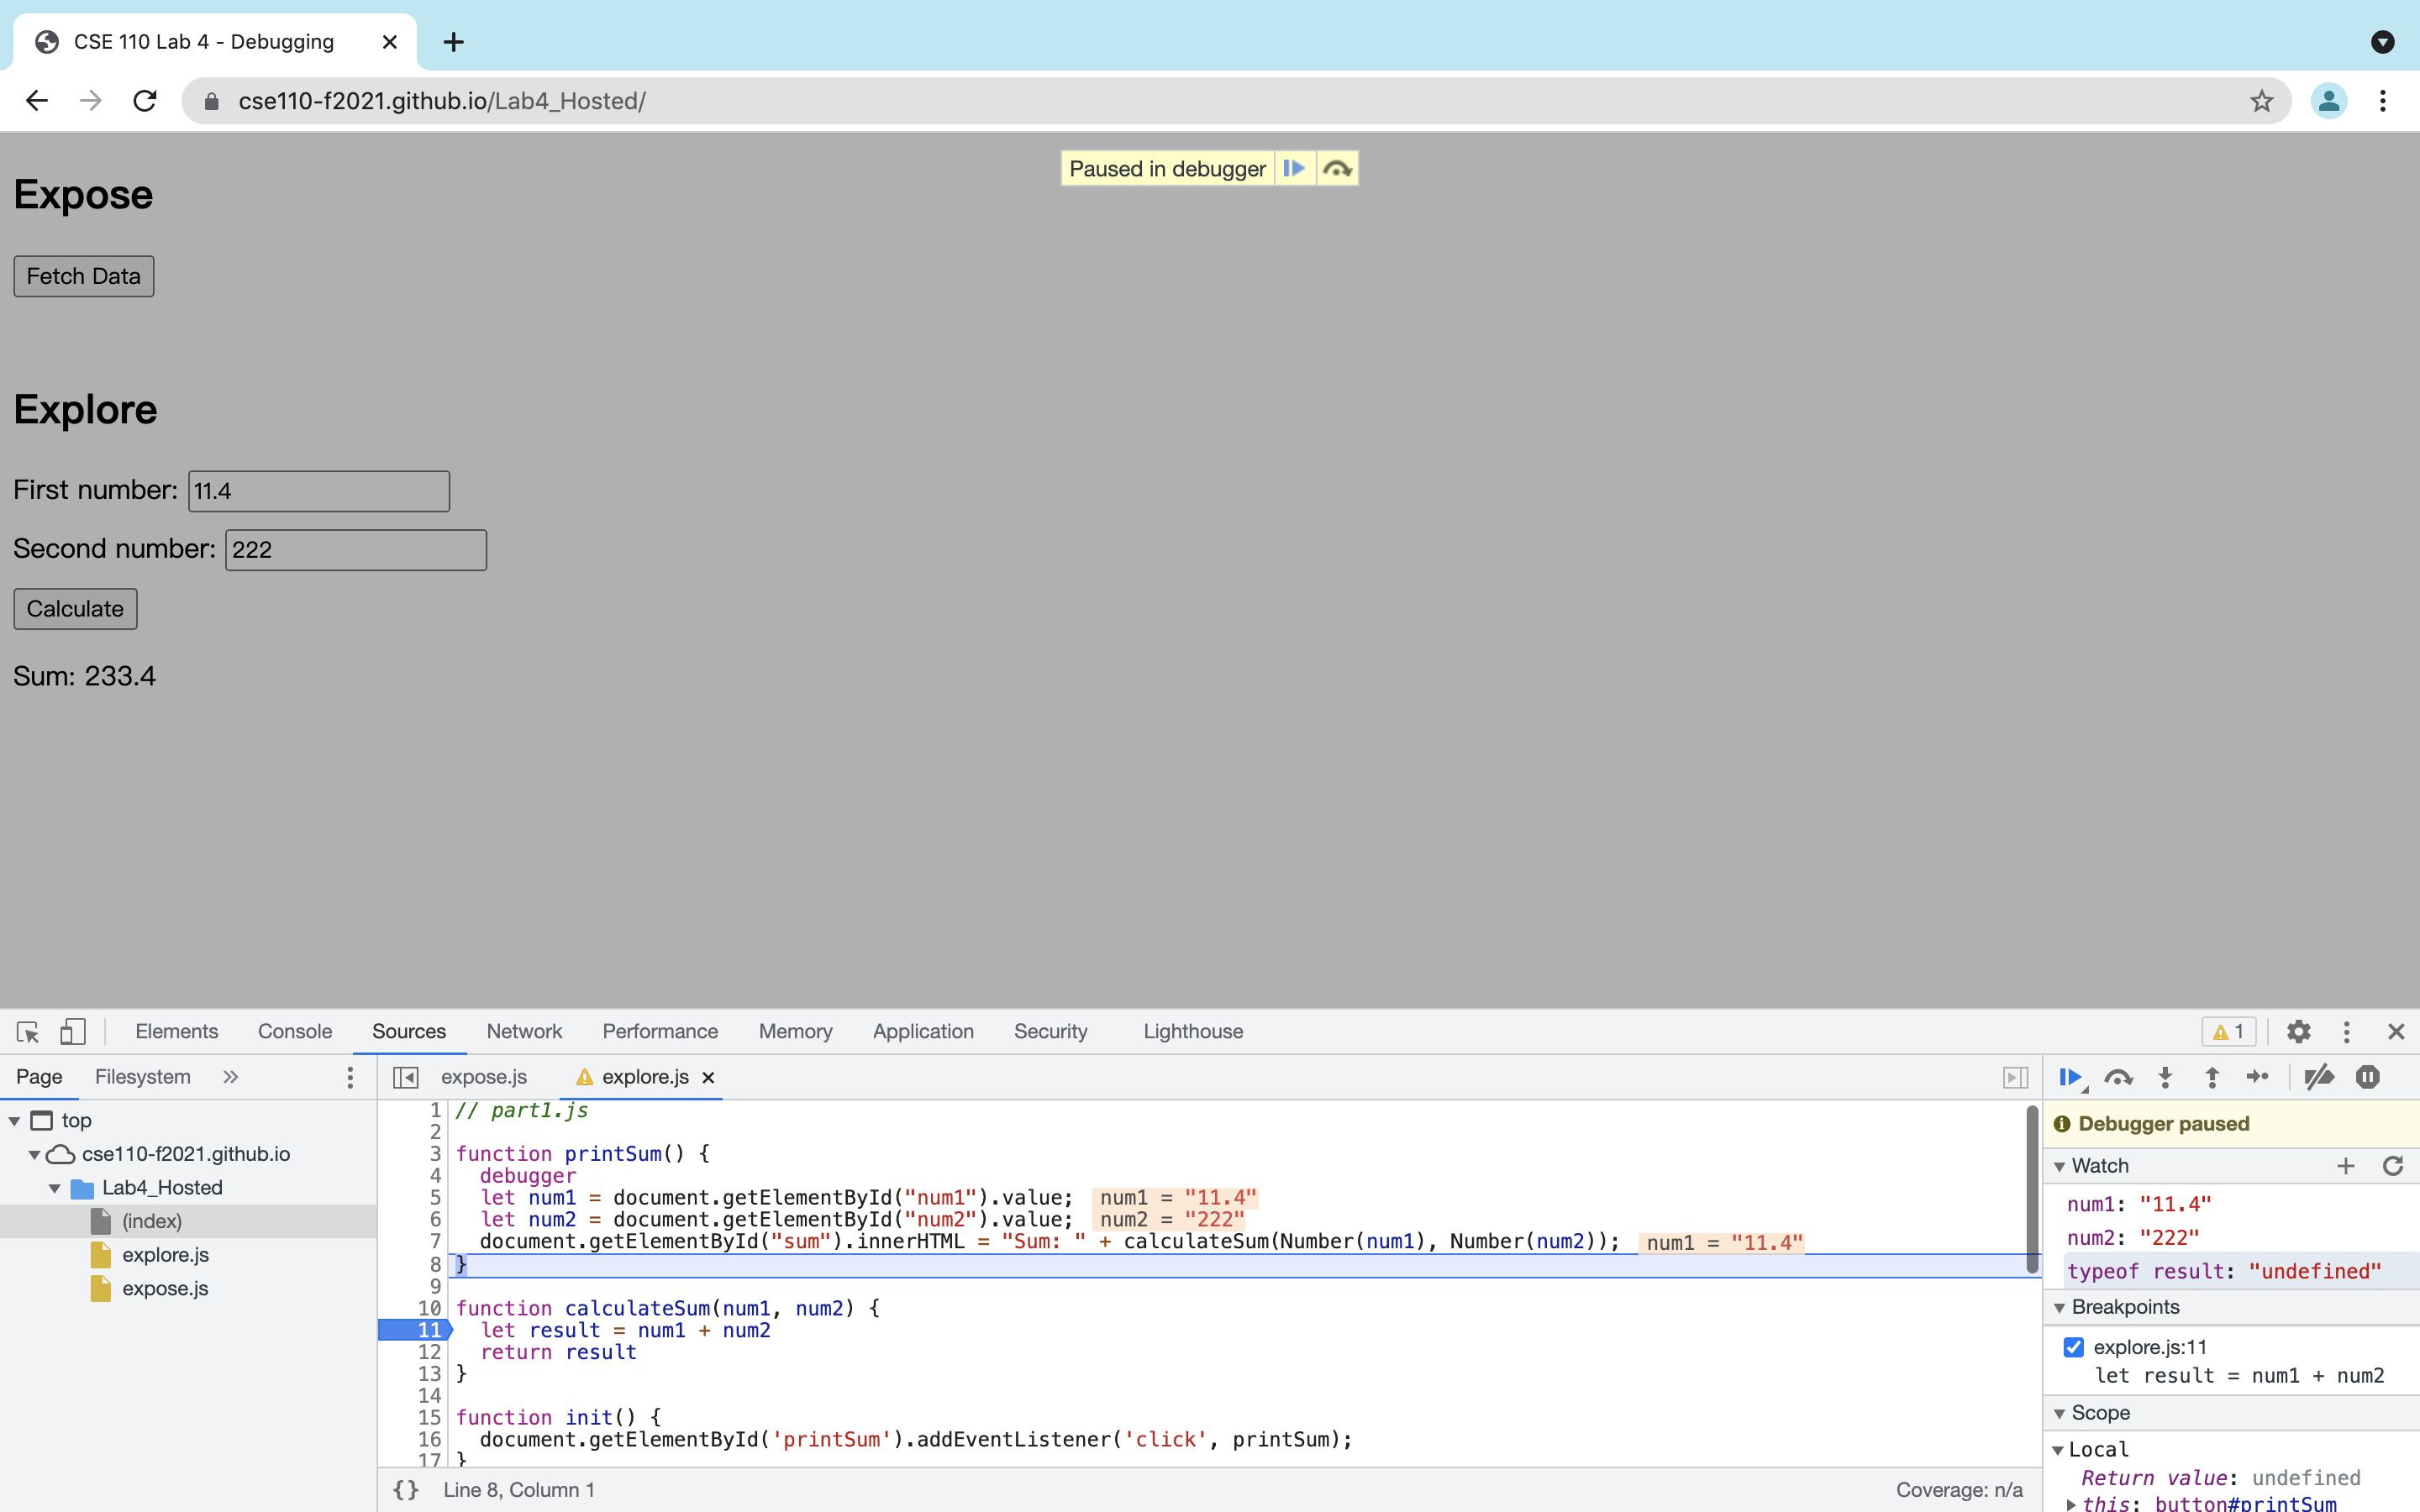 CSE 110 Lab 4 - Debugging
cse110-f2021.github.io/Lab4_Hosted/
Paused in debugger
Expose
Fetch Data
Explore
First number: 11.4
Second number: 222
Calculate
Sum: 233.4
Elements Console Sources Network Performance Memory Application Security Lighthouse 1
Page Filesystem
top
cse110-f2021.github.io
Lab4_Hosted
(index)
explore.js
expose.js
expose.js explore.js
1 // part1.js
2
3 function printSum() {
4 debugger
5 let num1 = document.getElementById("num1").value; num1 = "11.4"
6 let num2 = document.getElementById("num2").value; num2 = "222"
7 document.getElementById("sum").innerHTML = "Sum: " + calculateSum(Number(num1), Number(num2)); num1 = "11.4"
8 }
9
10 function calculateSum(num1, num2) {
11 let result = num1 + num2
12 return result
13 }
14
15 function init() {
16 document.getElementById('printSum').addEventListener('click', printSum);
17 }
{} Line 8, Column 1 Coverage: n/a
Debugger paused
Watch
num1: "11.4"
num2: "222"
typeof result: "undefined"
Breakpoints
explore.js:11
let result = num1 + num2
Scope
Local
Return value: undefined
this: button#printSum